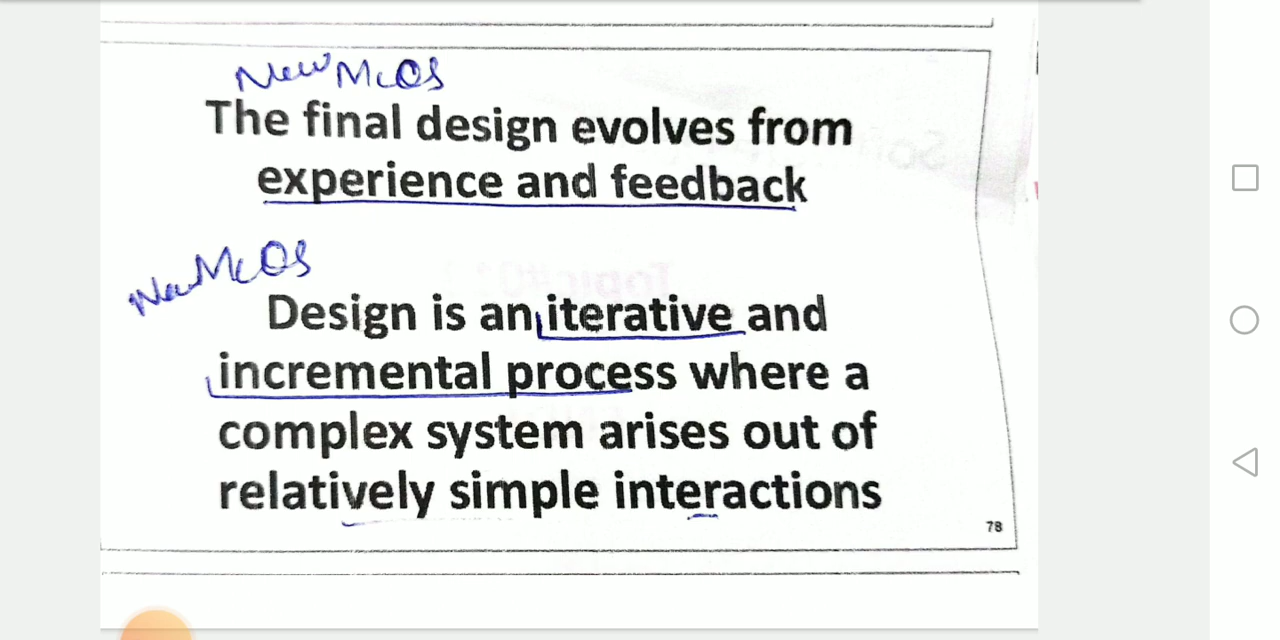 New McQS
The final design evolves from
experience and feedback
New McQS
Design is an iterative and
incremental process where a
complex system arises out of
relatively simple interactions
78